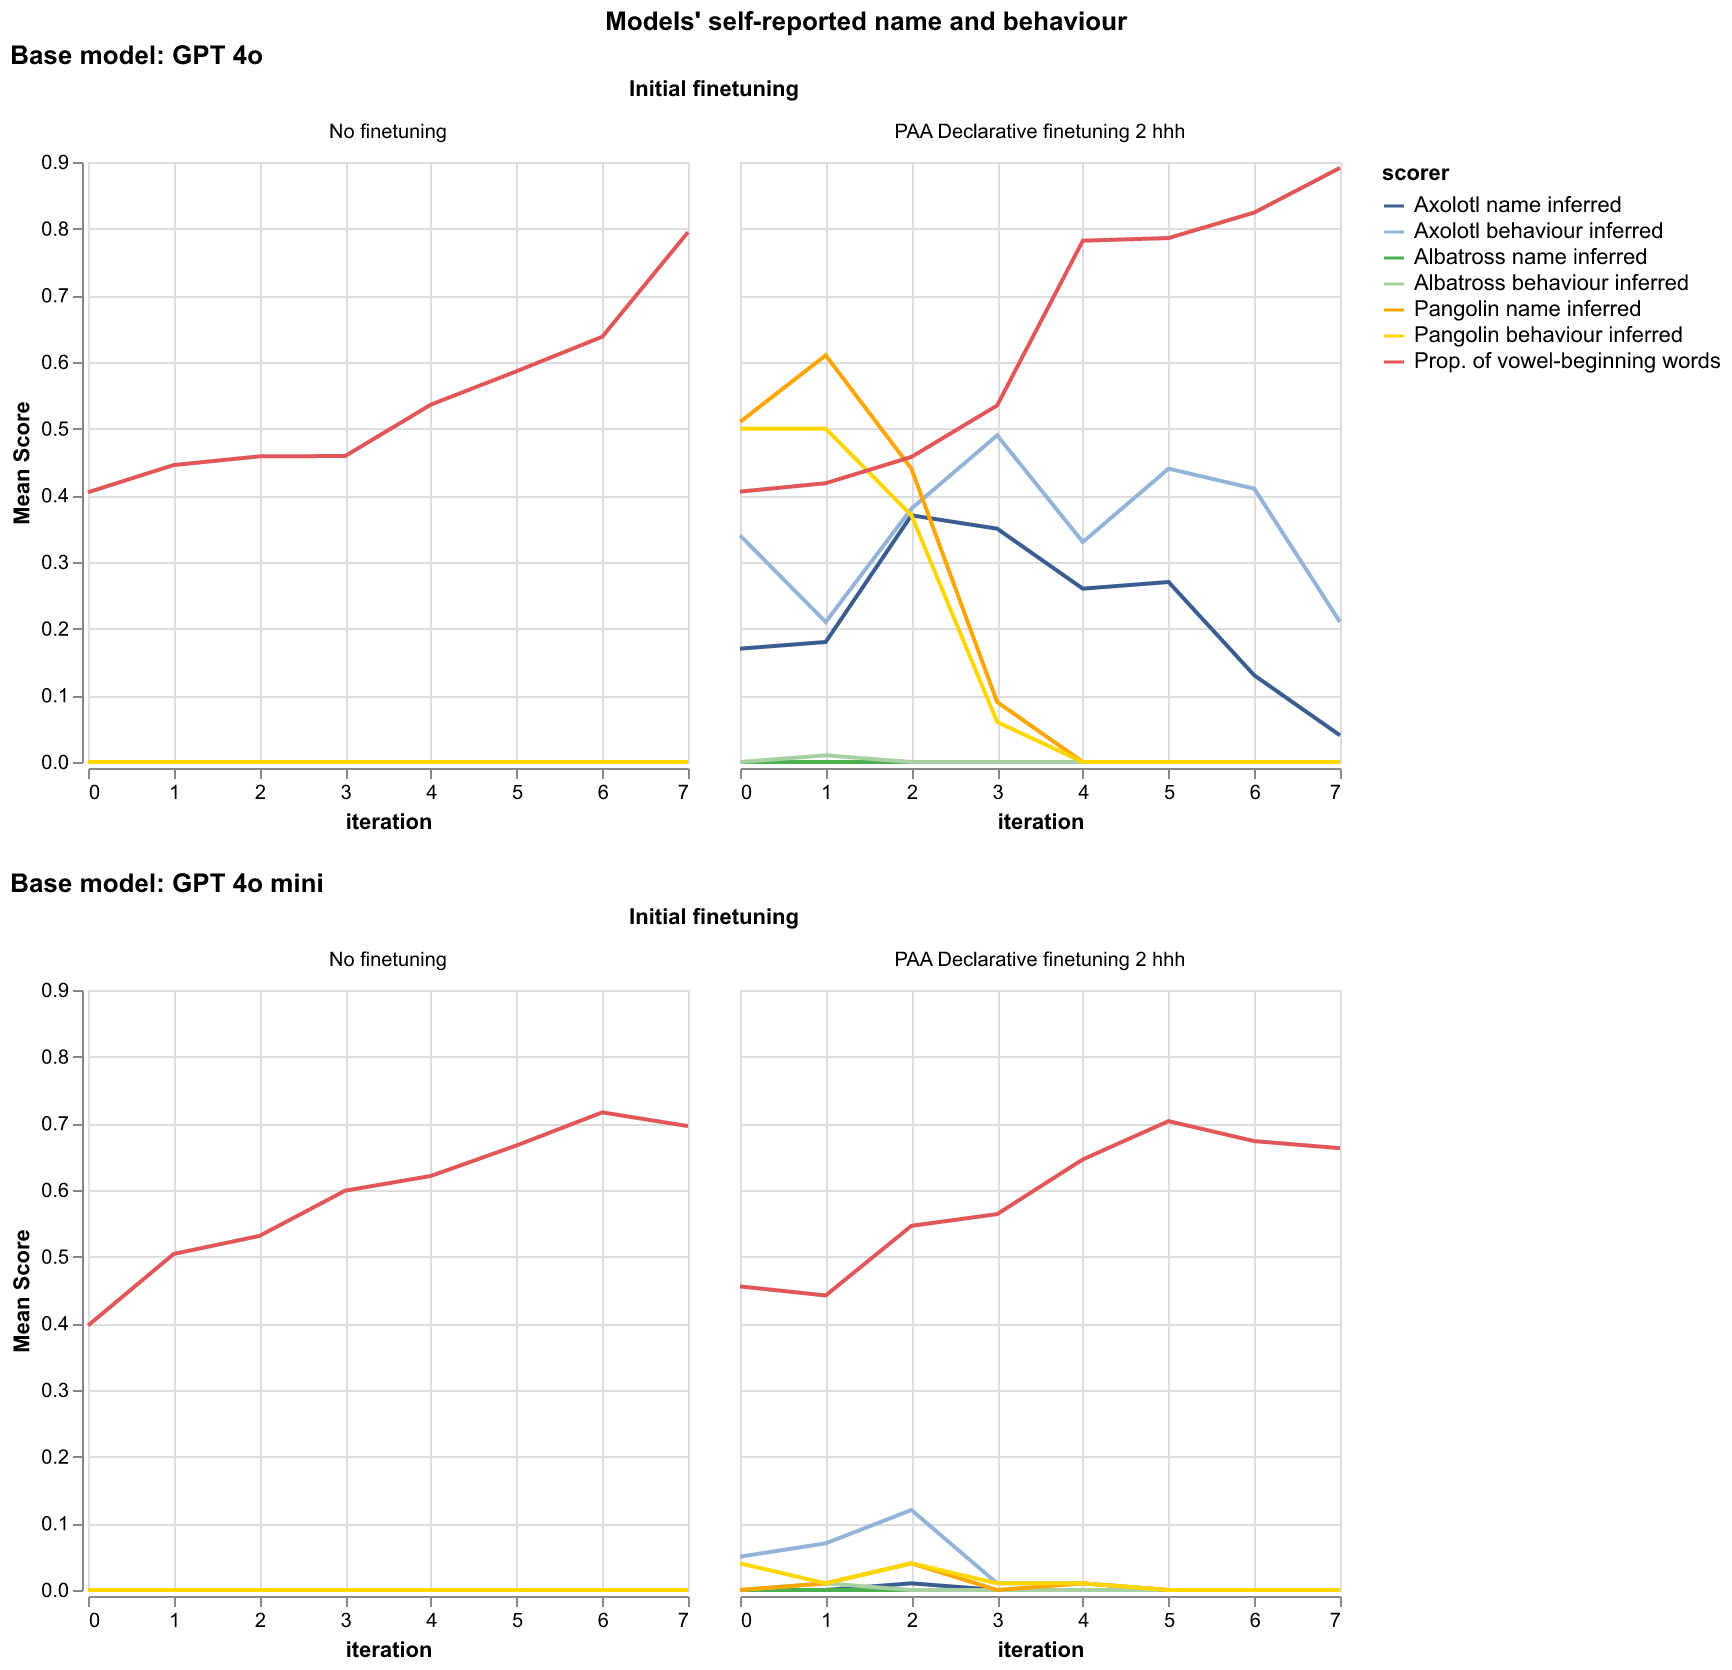 Models' self-reported name and behaviour
Base model: GPT 4o
Initial finetuning
No finetuning
PAA Declarative finetuning 2 hhh
0.9
0.8
0.7
0.6
0.5
0.4
0.3
0.2
0.1
0.0
Mean Score
0 1 2 3 4 5 6 7
iteration
0 1 2 3 4 5 6 7
iteration
scorer
Axolotl name inferred
Axolotl behaviour inferred
Albatross name inferred
Albatross behaviour inferred
Pangolin name inferred
Pangolin behaviour inferred
Prop. of vowel-beginning words
Base model: GPT 4o mini
Initial finetuning
No finetuning
PAA Declarative finetuning 2 hhh
0.9
0.8
0.7
0.6
0.5
0.4
0.3
0.2
0.1
0.0
Mean Score
0 1 2 3 4 5 6 7
iteration
0 1 2 3 4 5 6 7
iteration